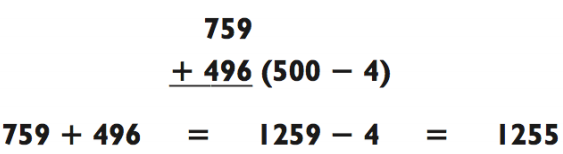 759
+ 496 (500 – 4)
759 + 496 = 1259 – 4 = 1255